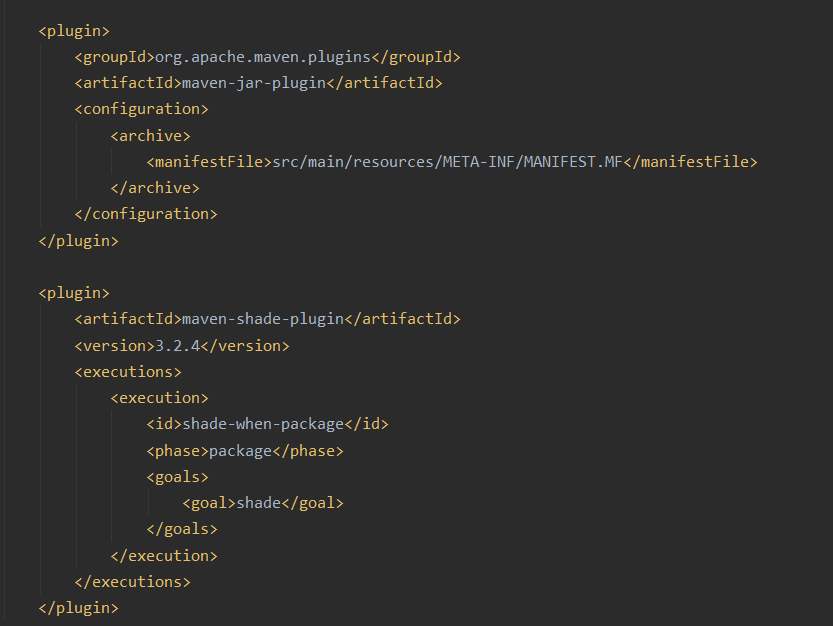 <plugin>
<groupId>org.apache.maven.plugins</groupId>
<artifactId>maven-jar-plugin</artifactId>
<configuration>
<archive>
<manifestFile>src/main/resources/META-INF/MANIFEST.MF</manifestFile>
</archive>
</configuration>
</plugin>
<plugin>
<artifactId>maven-shade-plugin</artifactId>
<version>3.2.4</version>
<executions>
<execution>
<id>shade-when-package</id>
<phase>package</phase>
<goals>
<goal>shade</goal>
</goals>
</execution>
</executions>
</plugin>